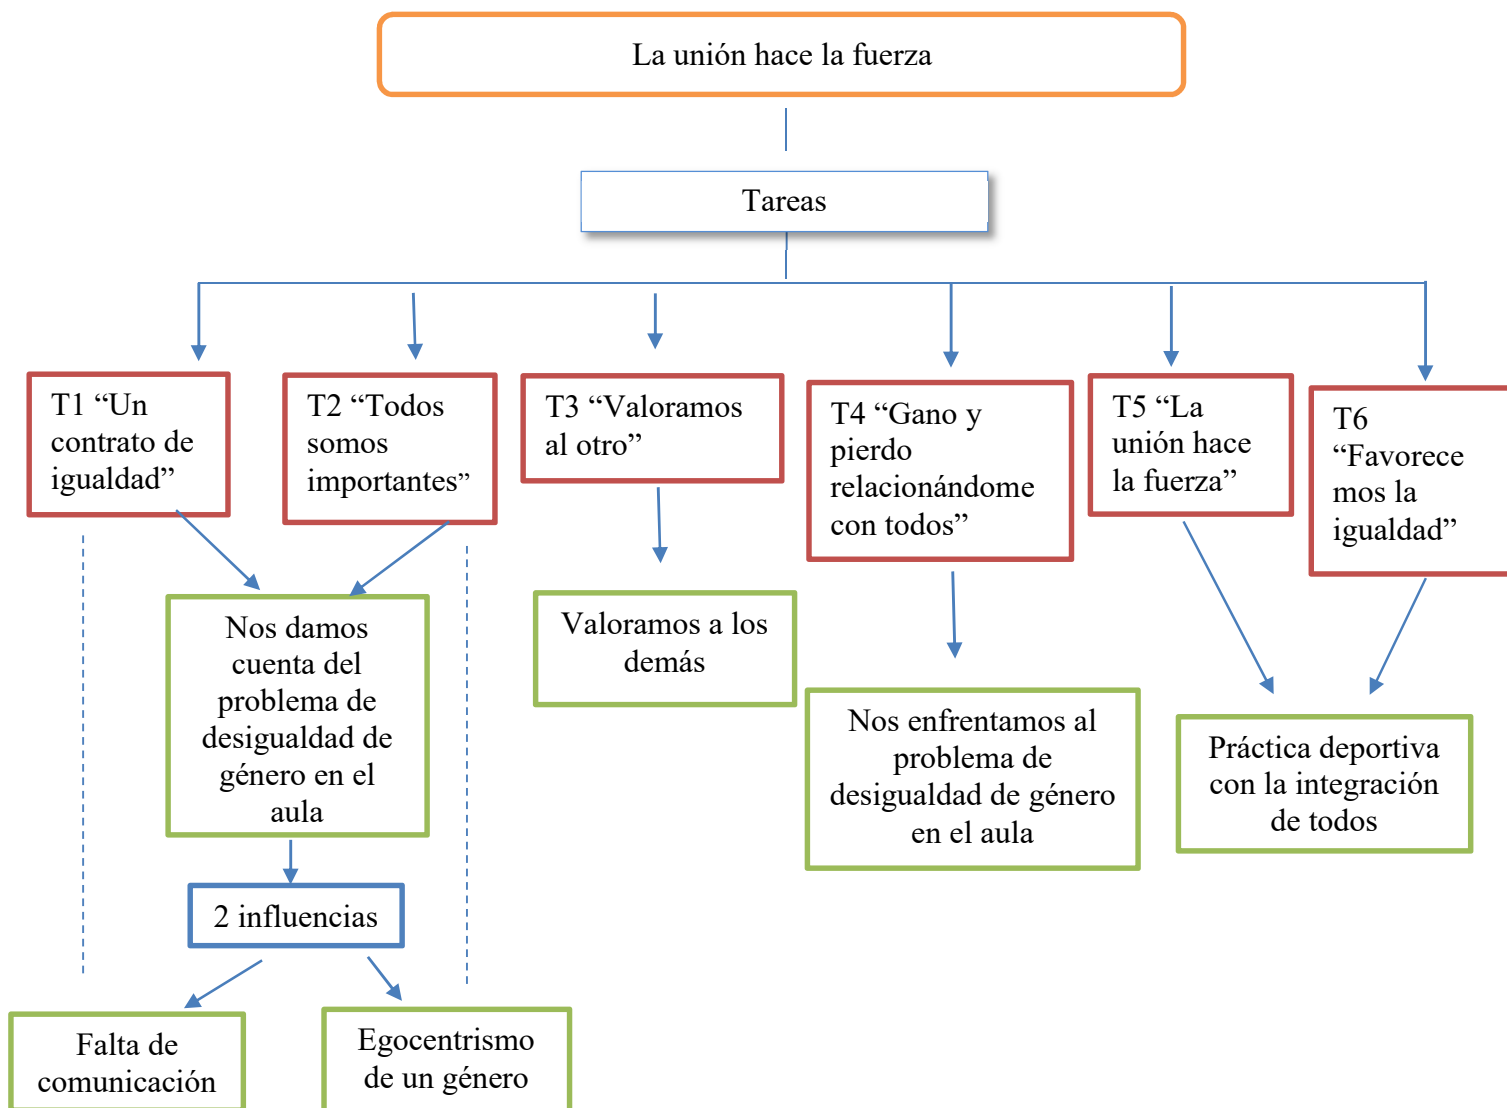 La unión hace la fuerza
Tareas
T1 “Un
contrato de
igualdad”
T2 “Todos
somos
importantes”
T3 “Valoramos
al otro”
T4 “Gano y
pierdo
relacionándome
con todos”
T5 “La
unión hace
la fuerza”
T6
“Favorece
mos la
igualdad”
Nos damos
cuenta del
problema de
desigualdad de
género en el
aula
Valoramos a los
demás
Nos enfrentamos al
problema de
desigualdad de género
en el aula
Práctica deportiva
con la integración
de todos
2 influencias
Falta de
comunicación
Egocentrismo
de un género